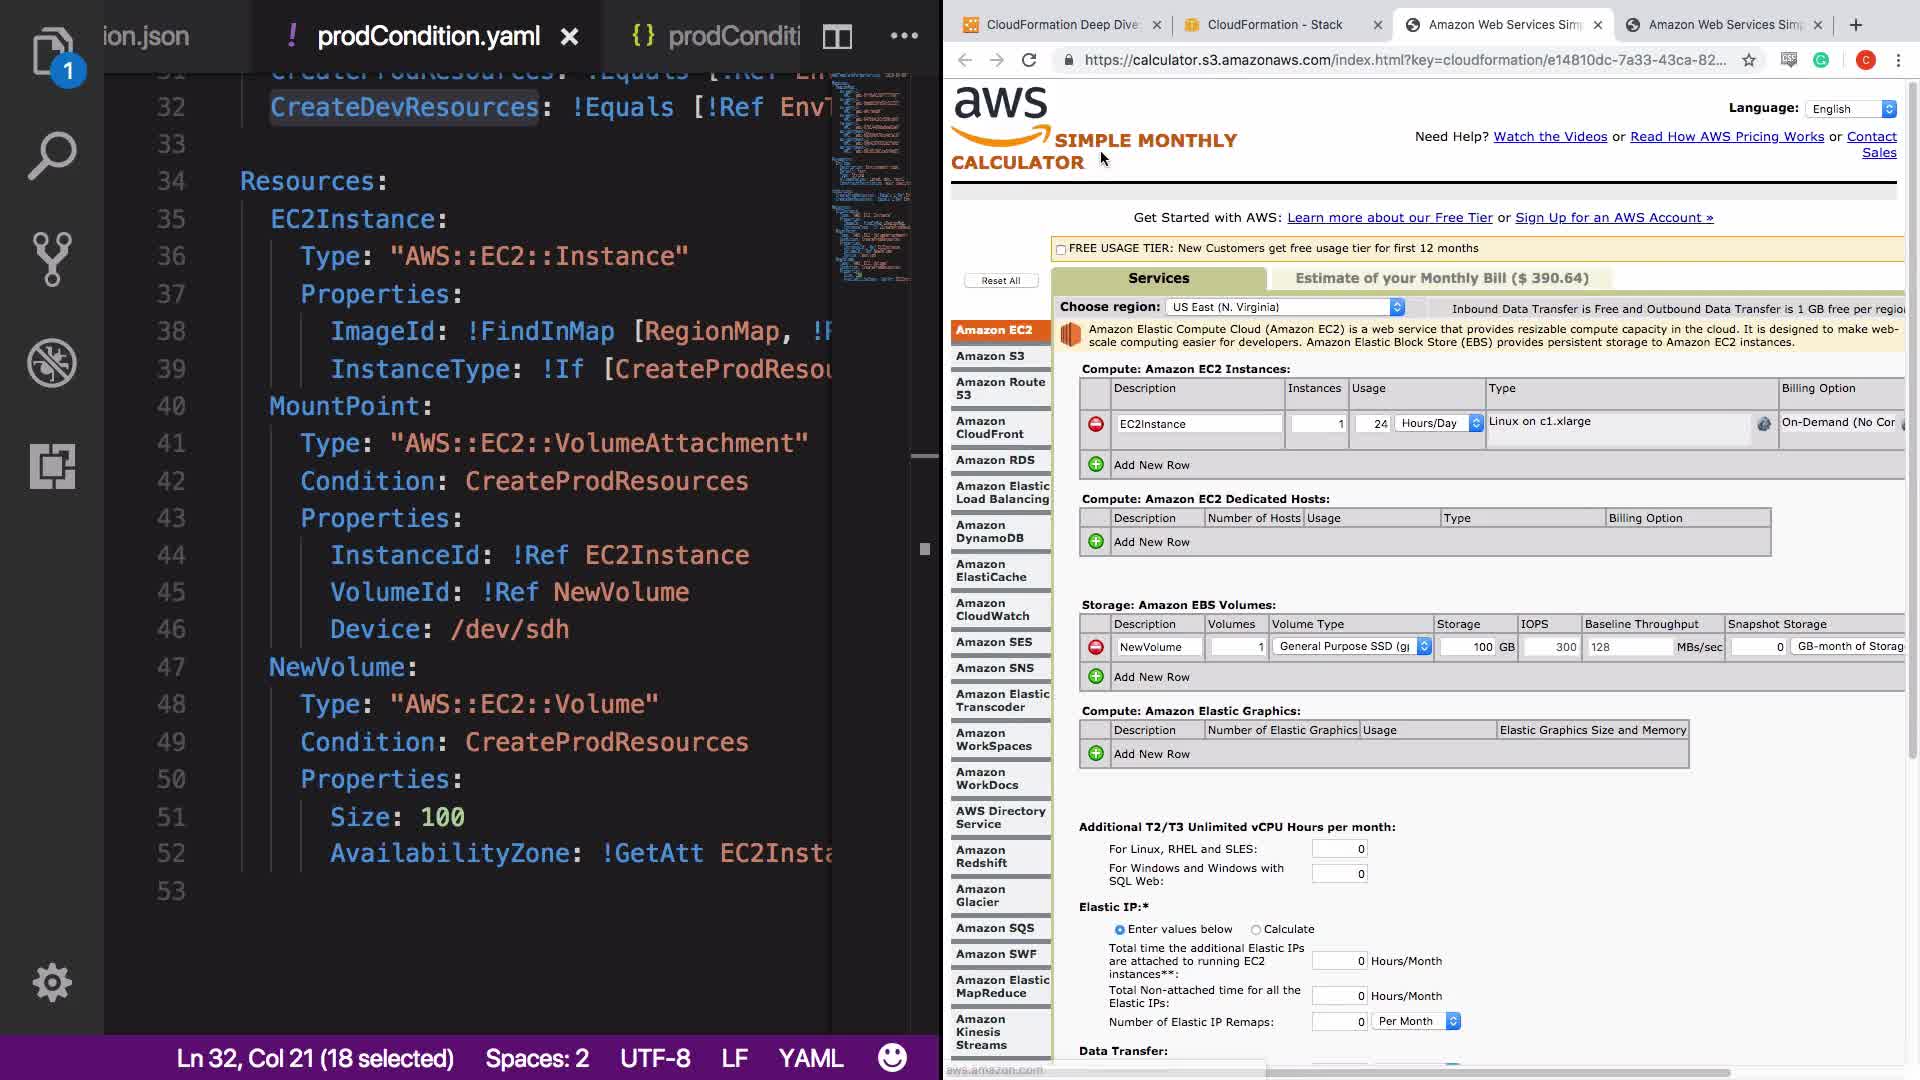 ion.json
! prodCondition.yaml ×
{} prodConditi
1
32 CreateDevResources: !Equals [!Ref Env
33
34 Resources:
35 EC2Instance:
36 Type: "AWS::EC2::Instance"
37 Properties:
38 ImageId: !FindInMap [RegionMap, !
39 InstanceType: !If [CreateProdResou
40 MountPoint:
41 Type: "AWS::EC2::VolumeAttachment"
42 Condition: CreateProdResources
43 Properties:
44 InstanceId: !Ref EC2Instance
45 VolumeId: !Ref NewVolume
46 Device: /dev/sdh
47 NewVolume:
48 Type: "AWS::EC2::Volume"
49 Condition: CreateProdResources
50 Properties:
51 Size: 100
52 AvailabilityZone: !GetAtt EC2Insta
53
Ln 32, Col 21 (18 selected) Spaces: 2 UTF-8 LF YAML
CloudFormation Deep Dive
CloudFormation - Stack
Amazon Web Services Sim
Amazon Web Services Sim
https://calculator.s3.amazonaws.com/index.html?key=cloudformation/e14810dc-7a33-43ca-82...
C
aws
SIMPLE MONTHLY
CALCULATOR
Language: English
Need Help? Watch the Videos or Read How AWS Pricing Works or Contact
Sales
Get Started with AWS: Learn more about our Free Tier or Sign Up for an AWS Account »
FREE USAGE TIER: New Customers get free usage tier for first 12 months
Reset All
Services
Estimate of your Monthly Bill ($ 390.64)
Choose region: US East (N. Virginia)
Inbound Data Transfer is Free and Outbound Data Transfer is 1 GB free per regio
Amazon Elastic Compute Cloud (Amazon EC2) is a web service that provides resizable compute capacity in the cloud. It is designed to make web-
scale computing easier for developers. Amazon Elastic Block Store (EBS) provides persistent storage to Amazon EC2 instances.
Amazon EC2
Amazon S3
Amazon Route
53
Amazon
CloudFront
Amazon RDS
Amazon Elastic
Load Balancing
Amazon
DynamoDB
Amazon
ElastiCache
Amazon
CloudWatch
Amazon SES
Amazon SNS
Amazon Elastic
Transcoder
Amazon
WorkSpaces
Amazon
WorkDocs
AWS Directory
Service
Amazon
Redshift
Amazon
Glacier
Amazon SQS
Amazon SWF
Amazon Elastic
MapReduce
Amazon
Kinesis
Streams
Compute: Amazon EC2 Instances:
Description Instances Usage Type Billing Option
EC2Instance 1 24 Hours/Day Linux on c1.xlarge On-Demand (No Cor
Add New Row
Compute: Amazon EC2 Dedicated Hosts:
Description Number of Hosts Usage Type Billing Option
Add New Row
Storage: Amazon EBS Volumes:
Description Volumes Volume Type Storage IOPS Baseline Throughput Snapshot Storage
NewVolume 1 General Purpose SSD (g 100 GB 300 128 MBs/sec 0 GB-month of Storag
Add New Row
Compute: Amazon Elastic Graphics:
Description Number of Elastic Graphics Usage Elastic Graphics Size and Memory
Add New Row
Additional T2/T3 Unlimited vCPU Hours per month:
For Linux, RHEL and SLES: 0
For Windows and Windows with
SQL Web: 0
Elastic IP:*
Enter values below Calculate
Total time the additional Elastic IPs
are attached to running EC2
instances**: 0 Hours/Month
Total Non-attached time for all the
Elastic IPs: 0 Hours/Month
Number of Elastic IP Remaps: 0 Per Month
Data Transfer:
aws.amazon.com